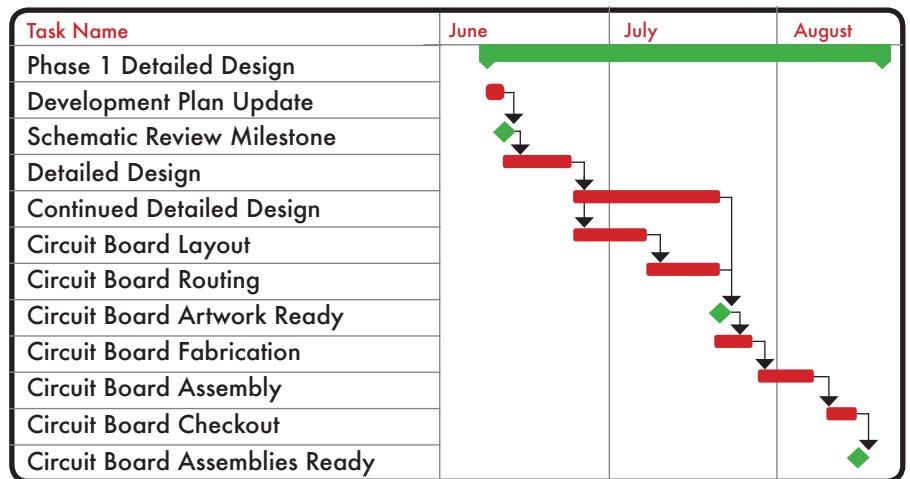 Task Name June July August
Phase 1 Detailed Design
Development Plan Update
Schematic Review Milestone
Detailed Design
Continued Detailed Design
Circuit Board Layout
Circuit Board Routing
Circuit Board Artwork Ready
Circuit Board Fabrication
Circuit Board Assembly
Circuit Board Checkout
Circuit Board Assemblies Ready